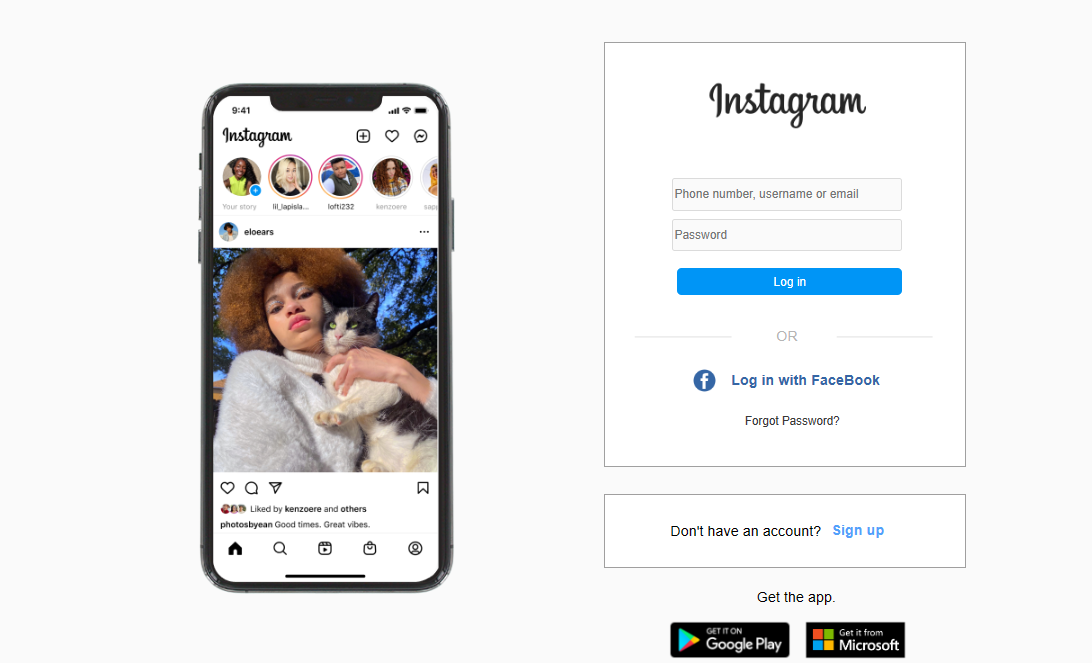 9:41
Instagram
Your story lil_lapisla... lofti232 kenzoere sapp
eloears
Liked by kenzoere and others
photosbyean Good times. Great vibes.
Instagram
Phone number, username or email
Password
Log in
OR
Log in with FaceBook
Forgot Password?
Don't have an account? Sign up
Get the app.
GET IT ON
Google Play
Get it from
Microsoft